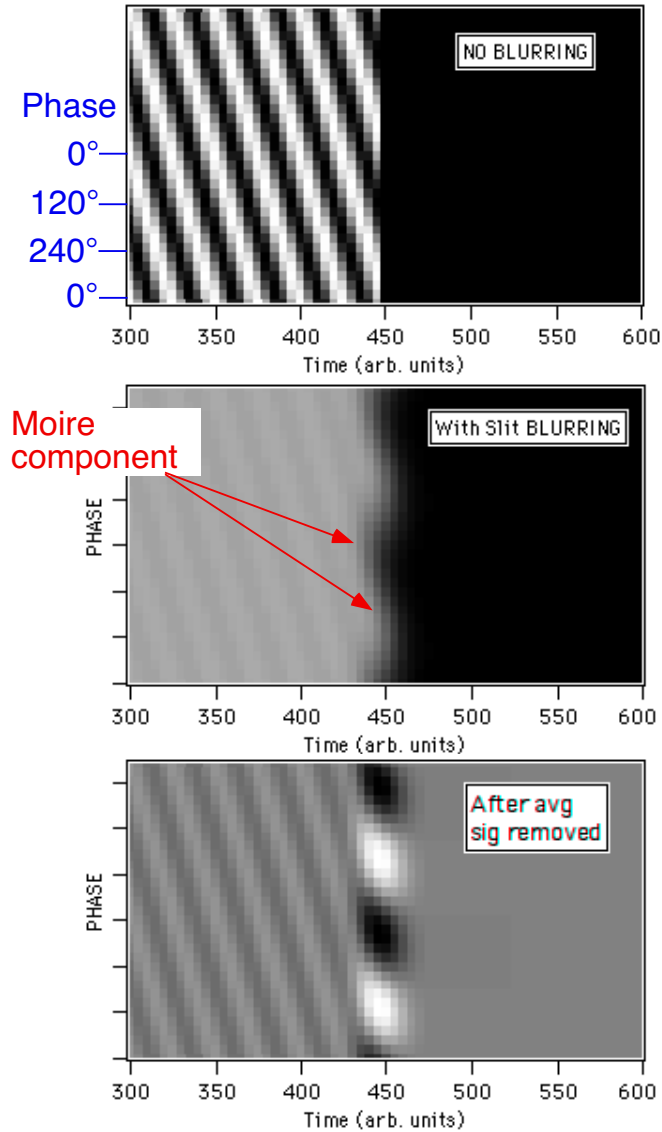 NO BLURRING
Phase
0°
120°
240°
0°
300 350 400 450 500 550 600
Time (arb. units)
With Slit BLURRING
Moire
component
PHASE
300 350 400 450 500 550 600
Time (arb. units)
After avg
sig removed
PHASE
300 350 400 450 500 550 600
Time (arb. units)